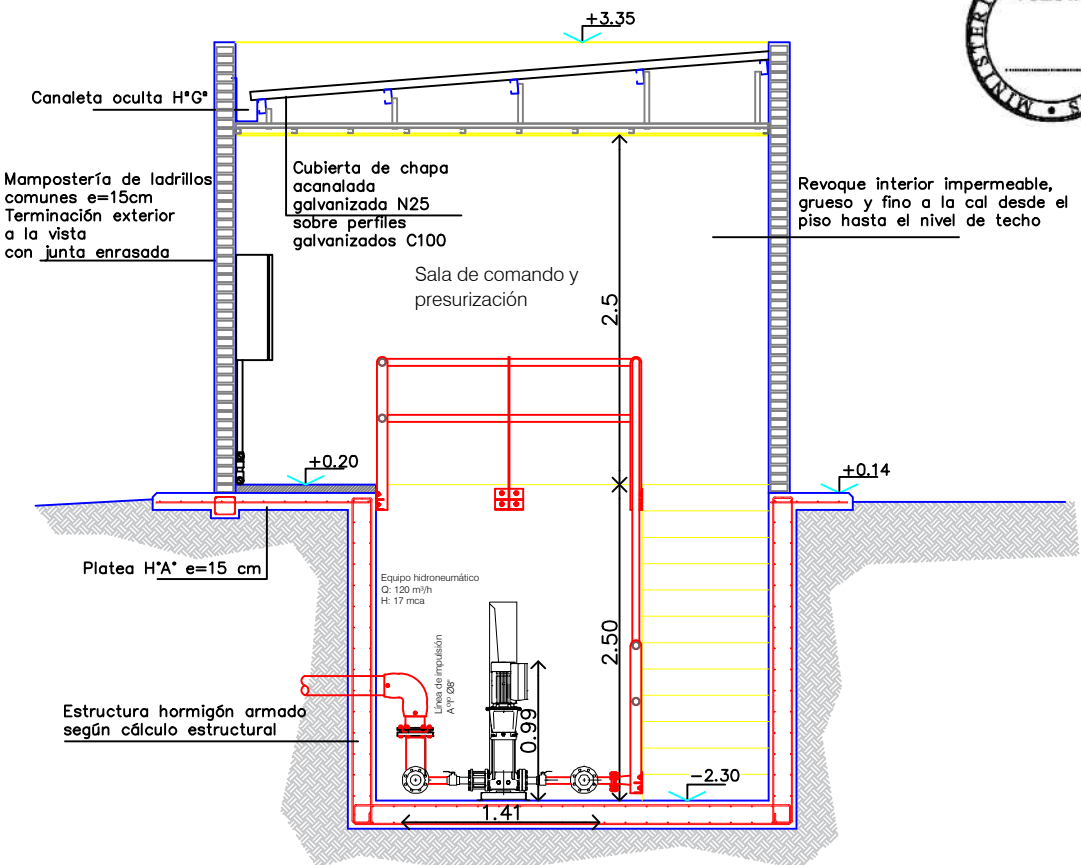 +3.35
Canaleta oculta H°G°
Mampostería de ladrillos
comunes e=15cm
Terminación exterior
a la vista
con junta enrasada
Cubierta de chapa
acanalada
galvanizada N25
sobre perfiles
galvanizados C100
Revoque interior impermeable,
grueso y fino a la cal desde el
piso hasta el nivel de techo
Sala de comando y
presurización
2.5
+0.20
+0.14
Platea H°A° e=15 cm
Equipo hidroneumático
Q: 120 m³/h
H: 17 mca
Línea de impulsión
A°I° Ø8"
2.50
0.99
Estructura hormigón armado
según cálculo estructural
-2.30
1.41